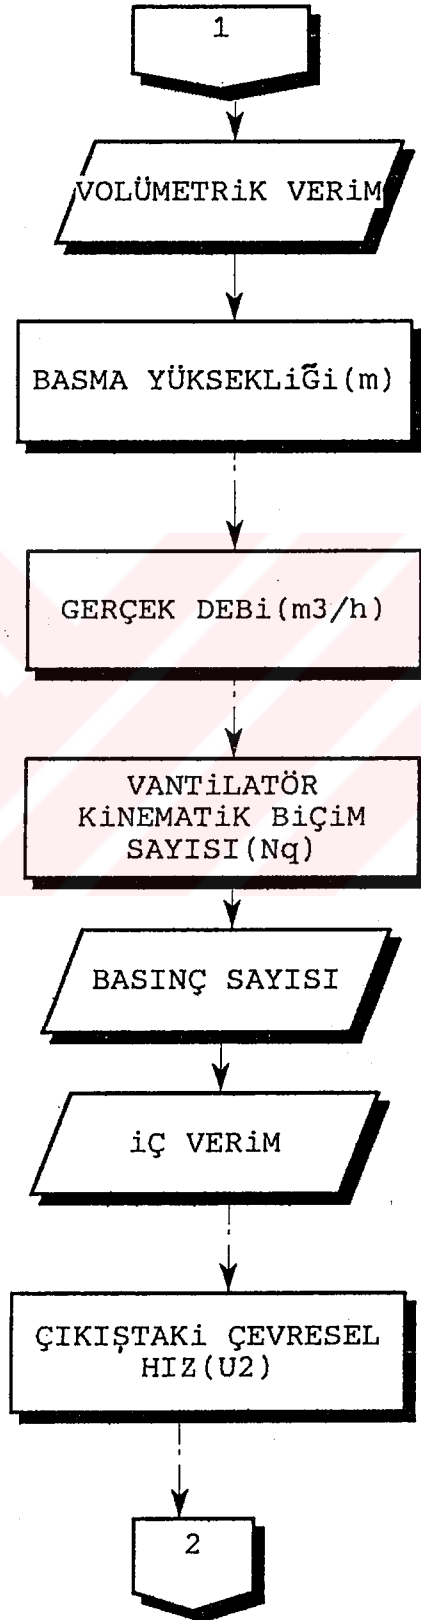 1
VOLÜMETRiK VERiM
BASMA YÜKSEKLiĞi(m)
GERÇEK DEBi(m3/h)
VANTiLATÖR
KiNEMATiK BiÇiM
SAYISI(Nq)
BASINÇ SAYISI
iÇ VERiM
ÇIKIŞTAKi ÇEVRESEL
HIZ(U2)
2